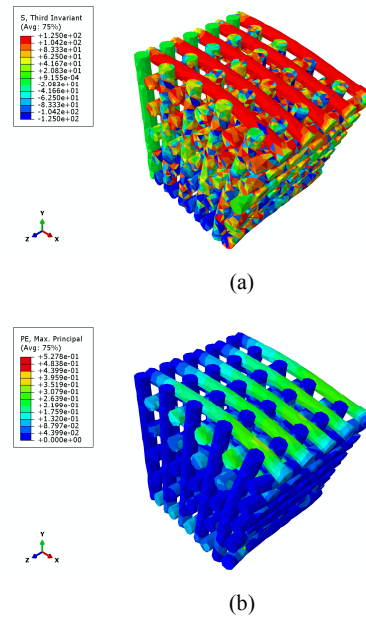 S, Third Invariant
(Avg: 75%)
+1.250e+02
+1.042e+02
+8.333e+01
+6.250e+01
+4.167e+01
+2.083e+01
+9.155e-04
-2.083e+01
-4.166e+01
-6.250e+01
-8.333e+01
-1.042e+02
-1.250e+02
Y
Z X
(a)
PE, Max. Principal
(Avg: 75%)
+5.278e-01
+4.838e-01
+4.399e-01
+3.959e-01
+3.519e-01
+3.079e-01
+2.639e-01
+2.199e-01
+1.759e-01
+1.320e-01
+8.797e-02
+4.399e-02
+0.000e+00
Y
Z X
(b)